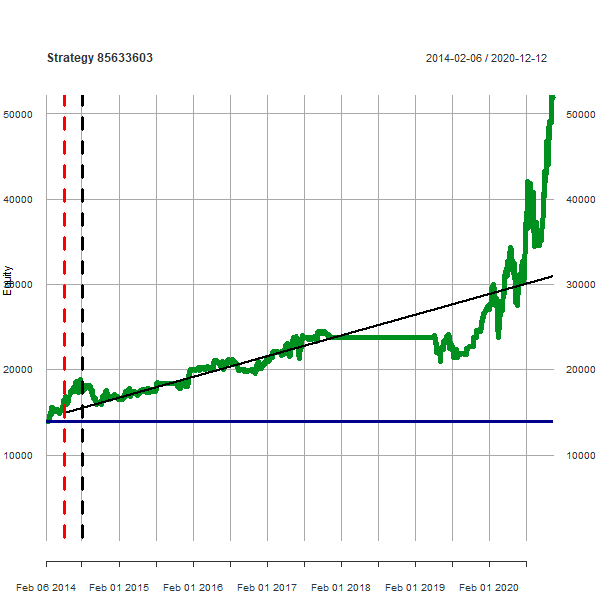 Strategy 85633603
2014-02-06 / 2020-12-12
50000
50000
40000
40000
Equity
30000
30000
20000
20000
10000
10000
Feb 06 2014
Feb 01 2015
Feb 01 2016
Feb 01 2017
Feb 01 2018
Feb 01 2019
Feb 01 2020